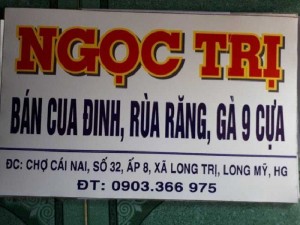 NGỌC TRỊ
BÁN CUA ĐINH, RÙA RĂNG, GÀ 9 CỰA
ĐC: CHỢ CÁI NAI, SỐ 32, ẤP 8, XÃ LONG TRỊ, LONG MỸ, HG
ĐT: 0903.366 975